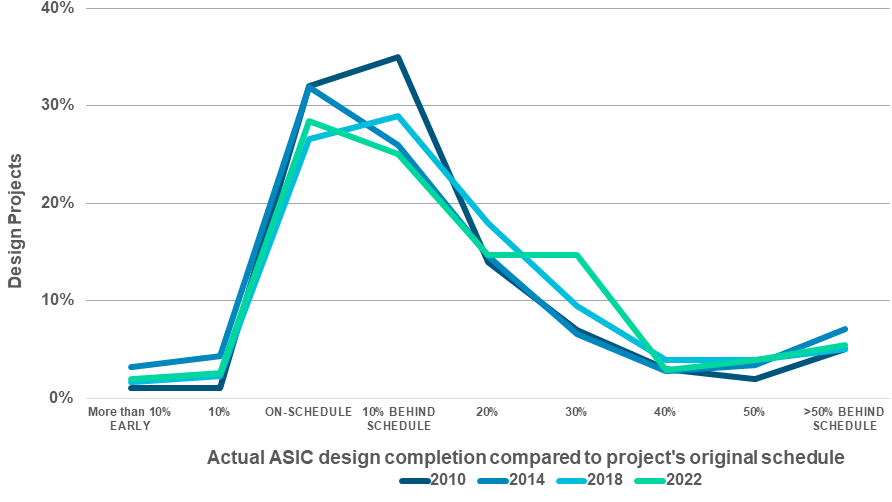 40%
30%
20%
10%
0%
Design Projects
More than 10%
EARLY
10%
ON-SCHEDULE
10% BEHIND
SCHEDULE
20%
30%
40%
50%
>50% BEHIND
SCHEDULE
Actual ASIC design completion compared to project's original schedule
2010 2014 2018 2022